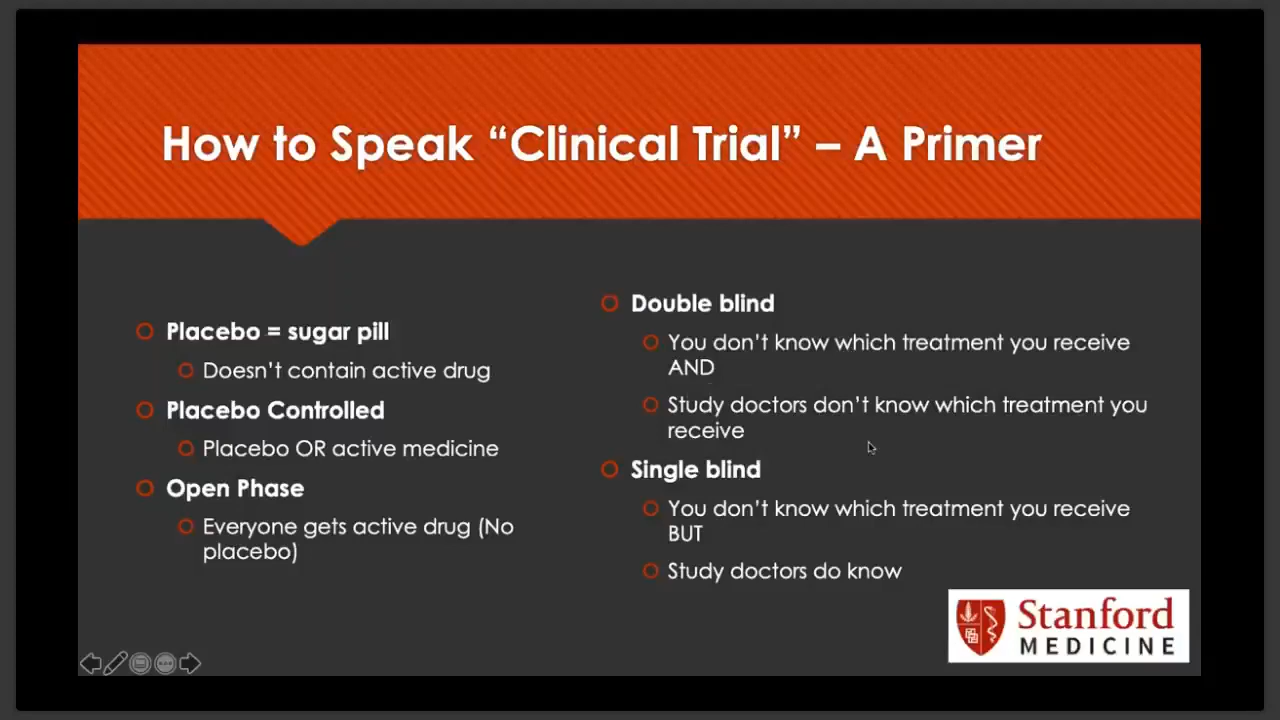 How to Speak “Clinical Trial” – A Primer
Placebo = sugar pill
Doesn’t contain active drug
Placebo Controlled
Placebo OR active medicine
Open Phase
Everyone gets active drug (No
placebo)
Double blind
You don’t know which treatment you receive
AND
Study doctors don’t know which treatment you
receive
Single blind
You don’t know which treatment you receive
BUT
Study doctors do know
Stanford
MEDICINE